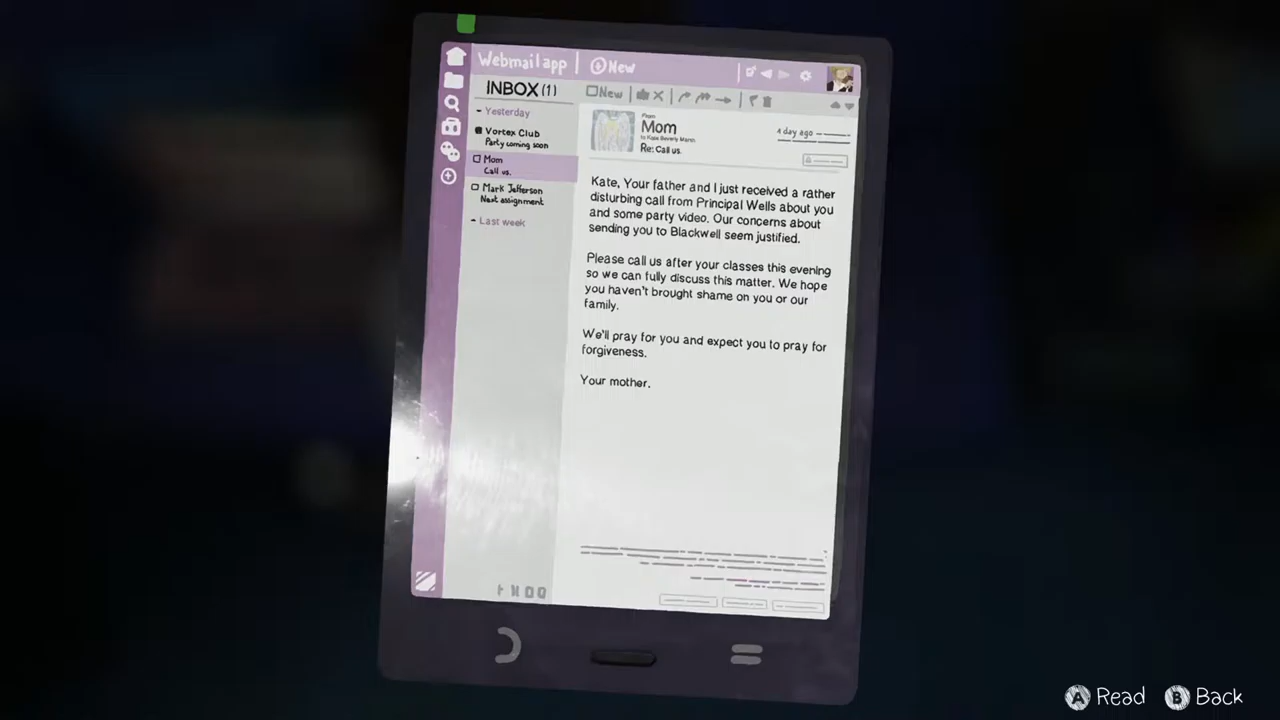 Webmail app | New
INBOX (1)
- Yesterday
Vortex Club
Party coming soon
Mom
Call us.
Mark Jefferson
Next assignment
- Last week
New
From
Mom
to Kate Beverly Marsh
Re: Call us.
day ago
Kate, Your father and I just received a rather
disturbing call from Principal Wells about you
and some party video. Our concerns about
sending you to Blackwell seem justified.
Please call us after your classes this evening
so we can fully discuss this matter. We hope
you haven't brought shame on you or our
family.
We'll pray for you and expect you to pray for
forgiveness.
Your mother.
A Read B Back